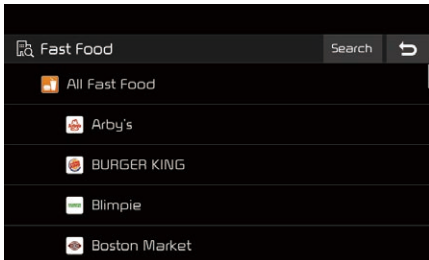 Fast Food
Search
All Fast Food
Arby's
BURGER KING
Blimpie
Boston Market